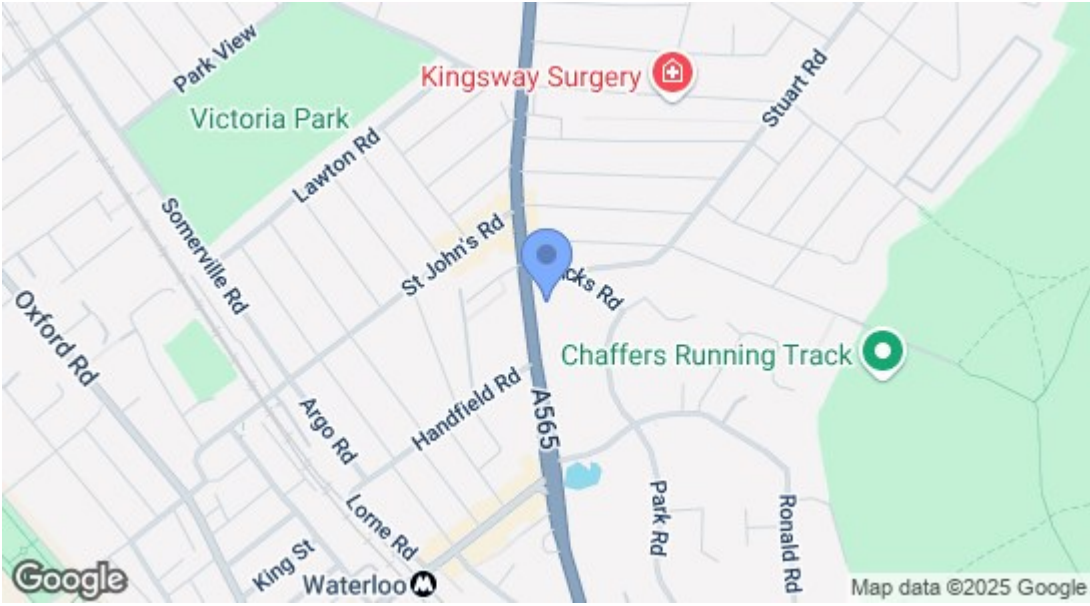 Park View
Kingsway Surgery
Stuart Rd
Victoria Park
Lawton Rd
Somerville Rd
St John's Rd
cks Rd
Oxford Rd
Chaffers Running Track
Handfield Rd
A565
Argo Rd
Lorne Rd
Park Rd
Ronald Rd
King St
Waterloo
Google
Map data ©2025 Google